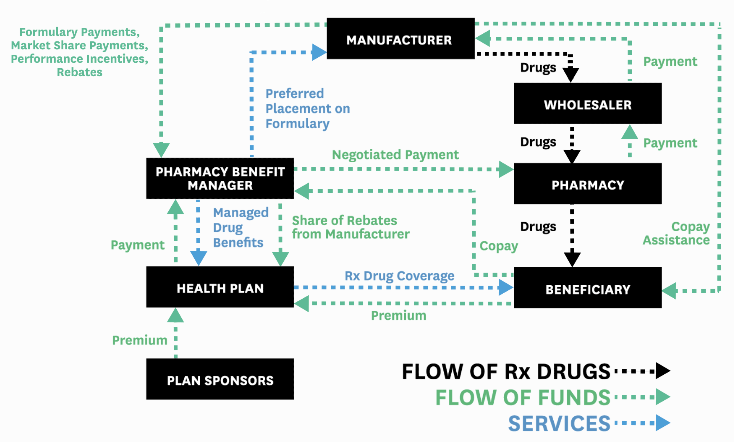 Formulary Payments,
Market Share Payments,
Performance Incentives,
Rebates
MANUFACTURER
Drugs
Payment
Preferred
Placement on
Formulary
WHOLESALER
Drugs
Payment
Negotiated Payment
PHARMACY BENEFIT
MANAGER
PHARMACY
Managed
Drug
Benefits
Share of Rebates
from Manufacturer
Payment
Copay
Drugs
Copay
Assistance
Rx Drug Coverage
HEALTH PLAN
BENEFICIARY
Premium
Premium
PLAN SPONSORS
FLOW OF Rx DRUGS
FLOW OF FUNDS
SERVICES